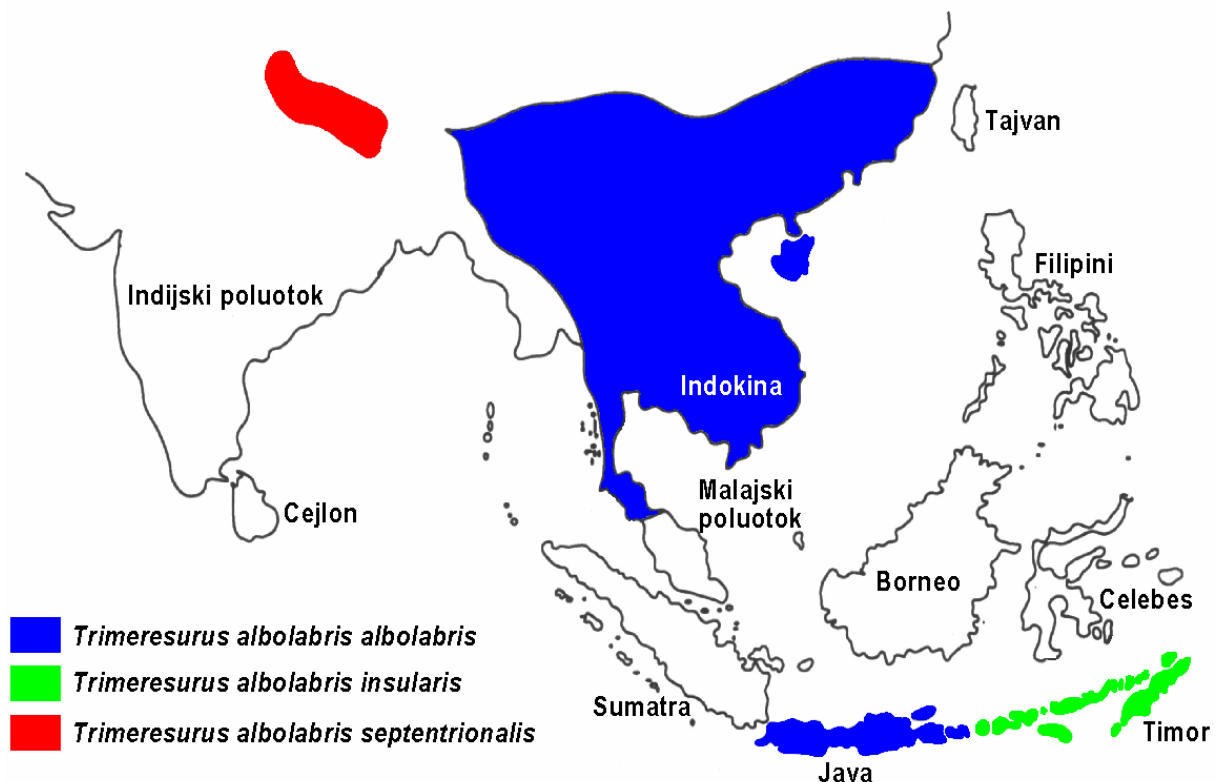 Tajvan
Filipini
Indijski poluotok
Indokina
Malajski
poluotok
Cejlon
Borneo
Celebes
Trimeresurus albolabris albolabris
Trimeresurus albolabris insularis
Sumatra
Trimeresurus albolabris septentrionalis
Timor
Java